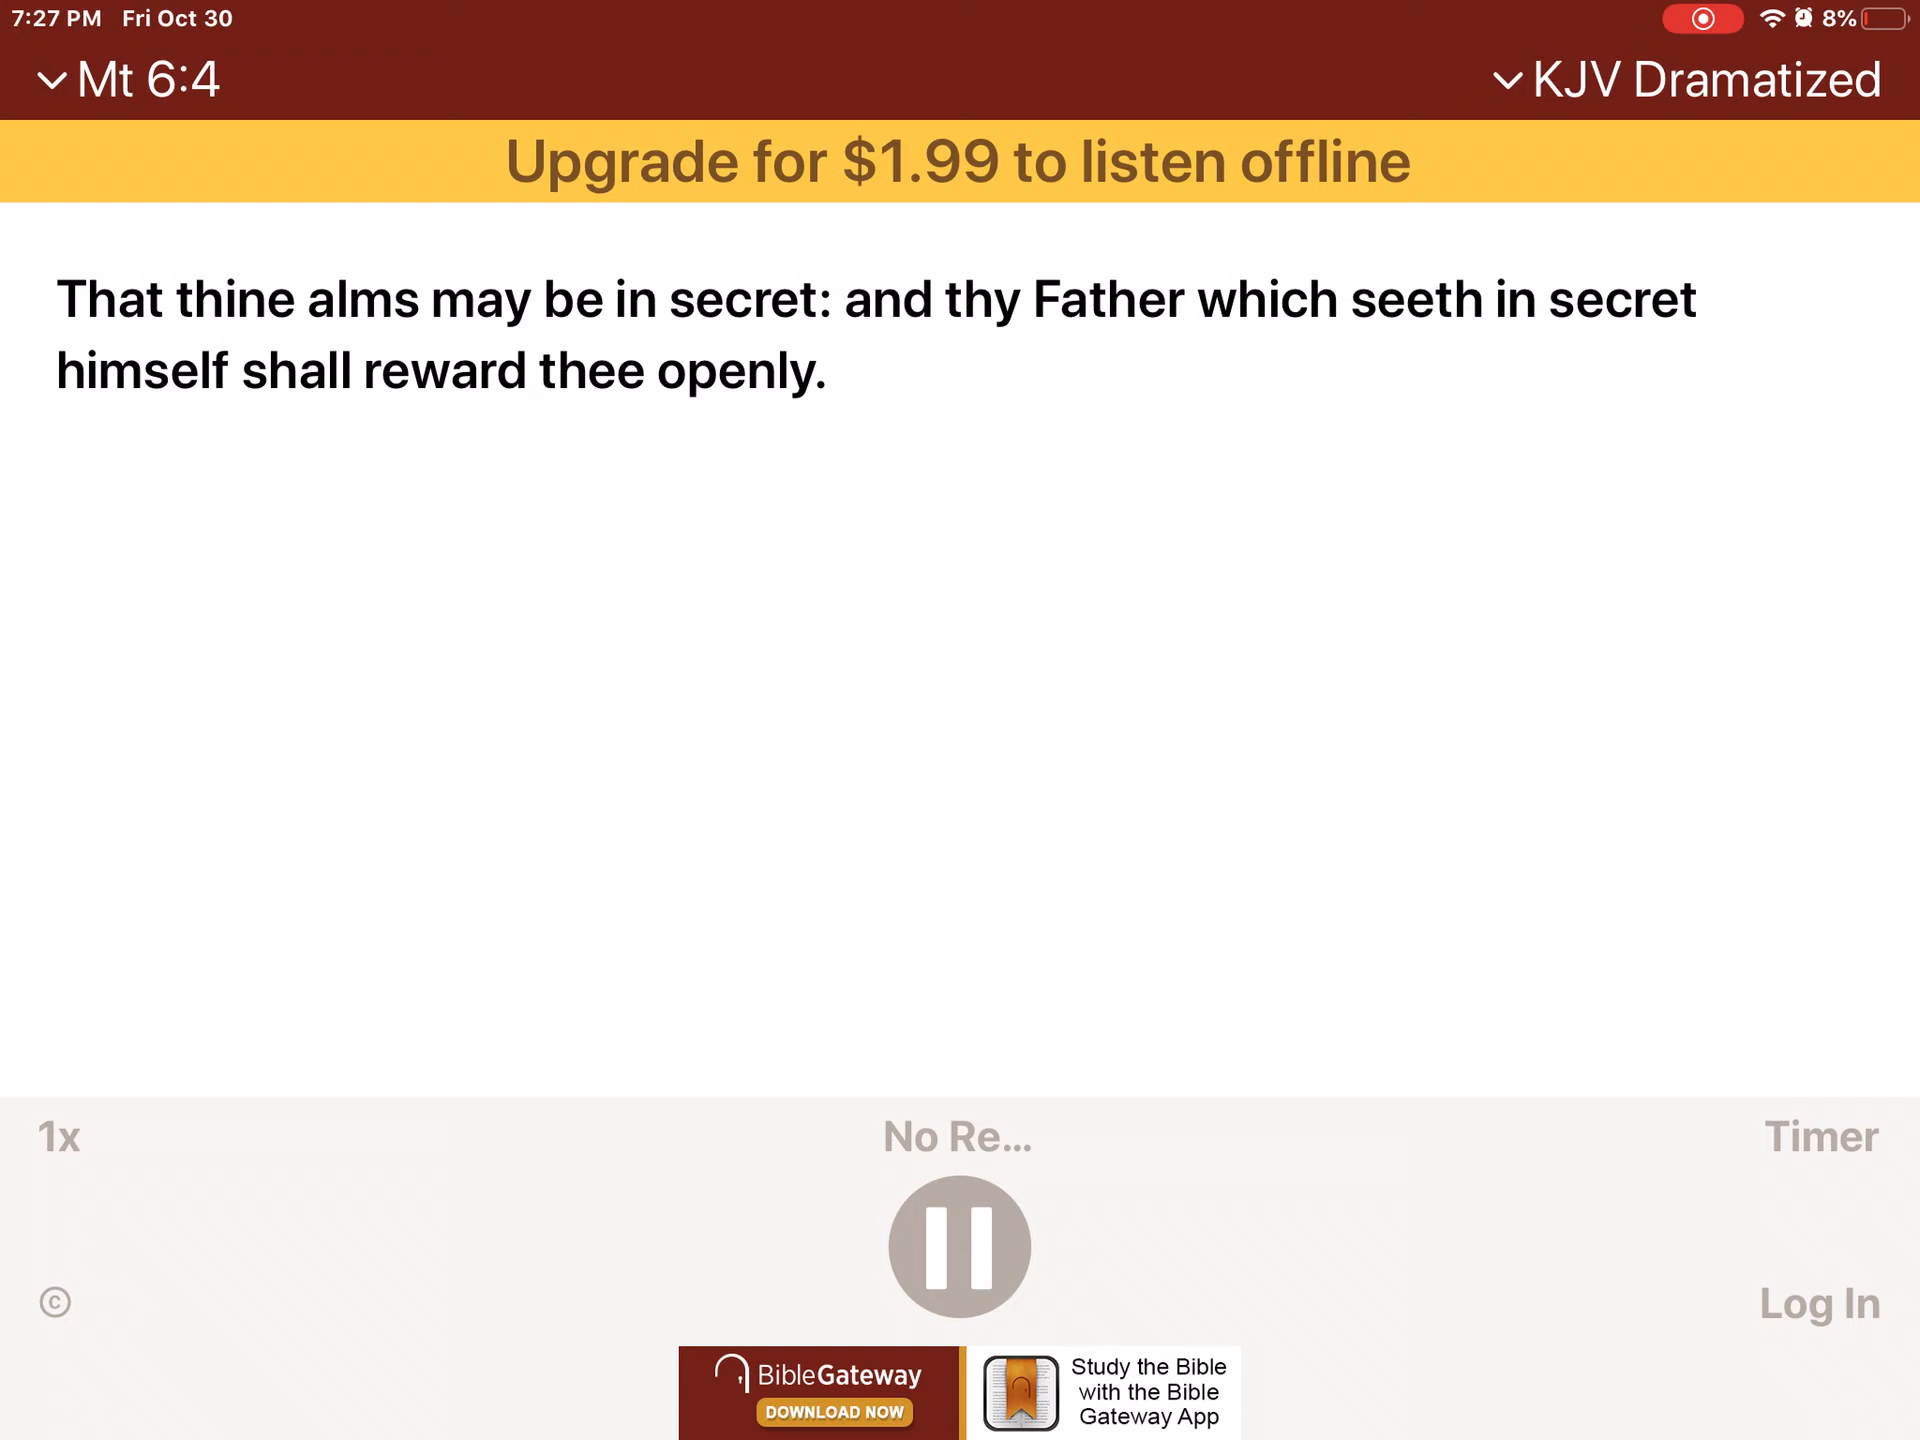 7:27 PM Fri Oct 30 8%
Mt 6:4 KJV Dramatized
Upgrade for $1.99 to listen offline
That thine alms may be in secret: and thy Father which seeth in secret
himself shall reward thee openly.
1x No Re... Timer
© Log In
BibleGateway
DOWNLOAD NOW
Study the Bible
with the Bible
Gateway App